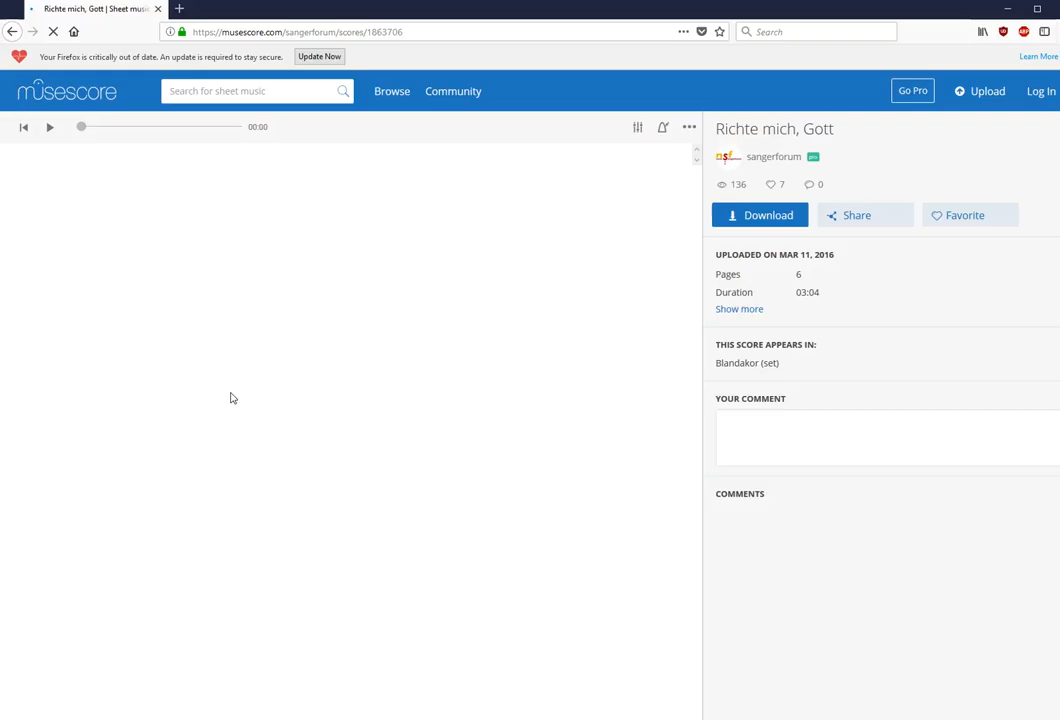 Richte mich, Gott | Sheet musi
https://musescore.com/sangerforum/scores/1863706
Search
Your Firefox is critically out of date. An update is required to stay secure.
Update Now
Learn More
musescore
Search for sheet music
Browse
Community
Go Pro
Upload
Log In
00:00
Richte mich, Gott
nsf
sangerforum
pro
136
7
0
Download
Share
Favorite
UPLOADED ON MAR 11, 2016
Pages 6
Duration 03:04
Show more
THIS SCORE APPEARS IN:
Blandakor (set)
YOUR COMMENT
COMMENTS